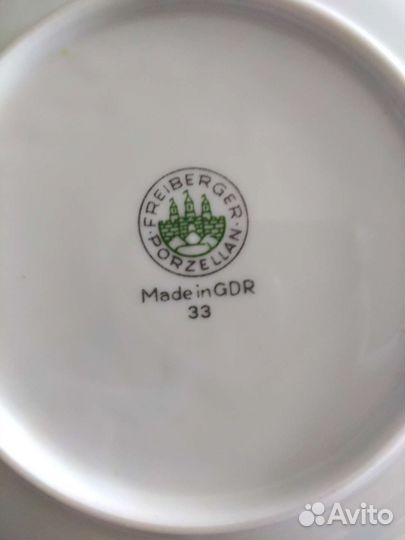 FREIBERGER
PORZELLAN
Made in GDR
33
Avito